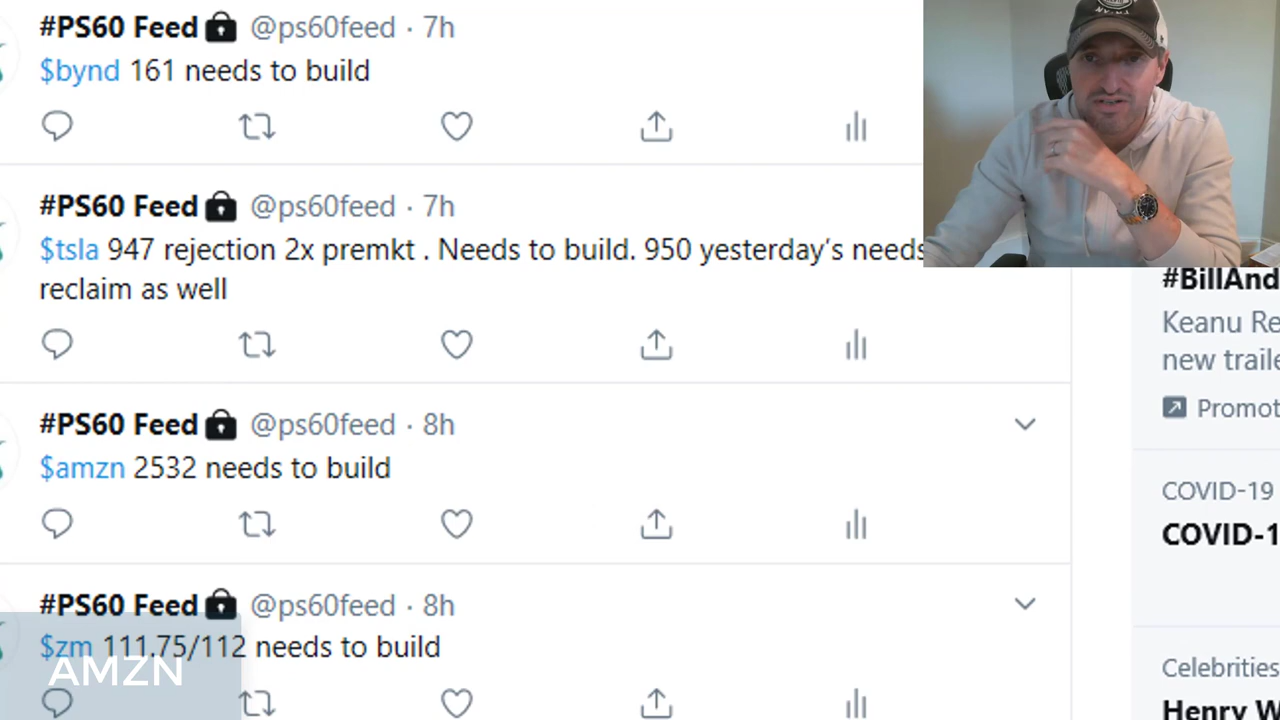 #PS60 Feed @ps60feed · 7h
$bynd 161 needs to build
#PS60 Feed @ps60feed · 7h
$tsla 947 rejection 2x premkt . Needs to build. 950 yesterday’s needs
reclaim as well
#PS60 Feed @ps60feed · 8h
$amzn 2532 needs to build
#PS60 Feed @ps60feed · 8h
$zm 111.75/112 needs to build
AMZN
#BillAnd
Keanu Re
new traile
Promot
COVID-19
COVID-1
Celebrities
Henry W